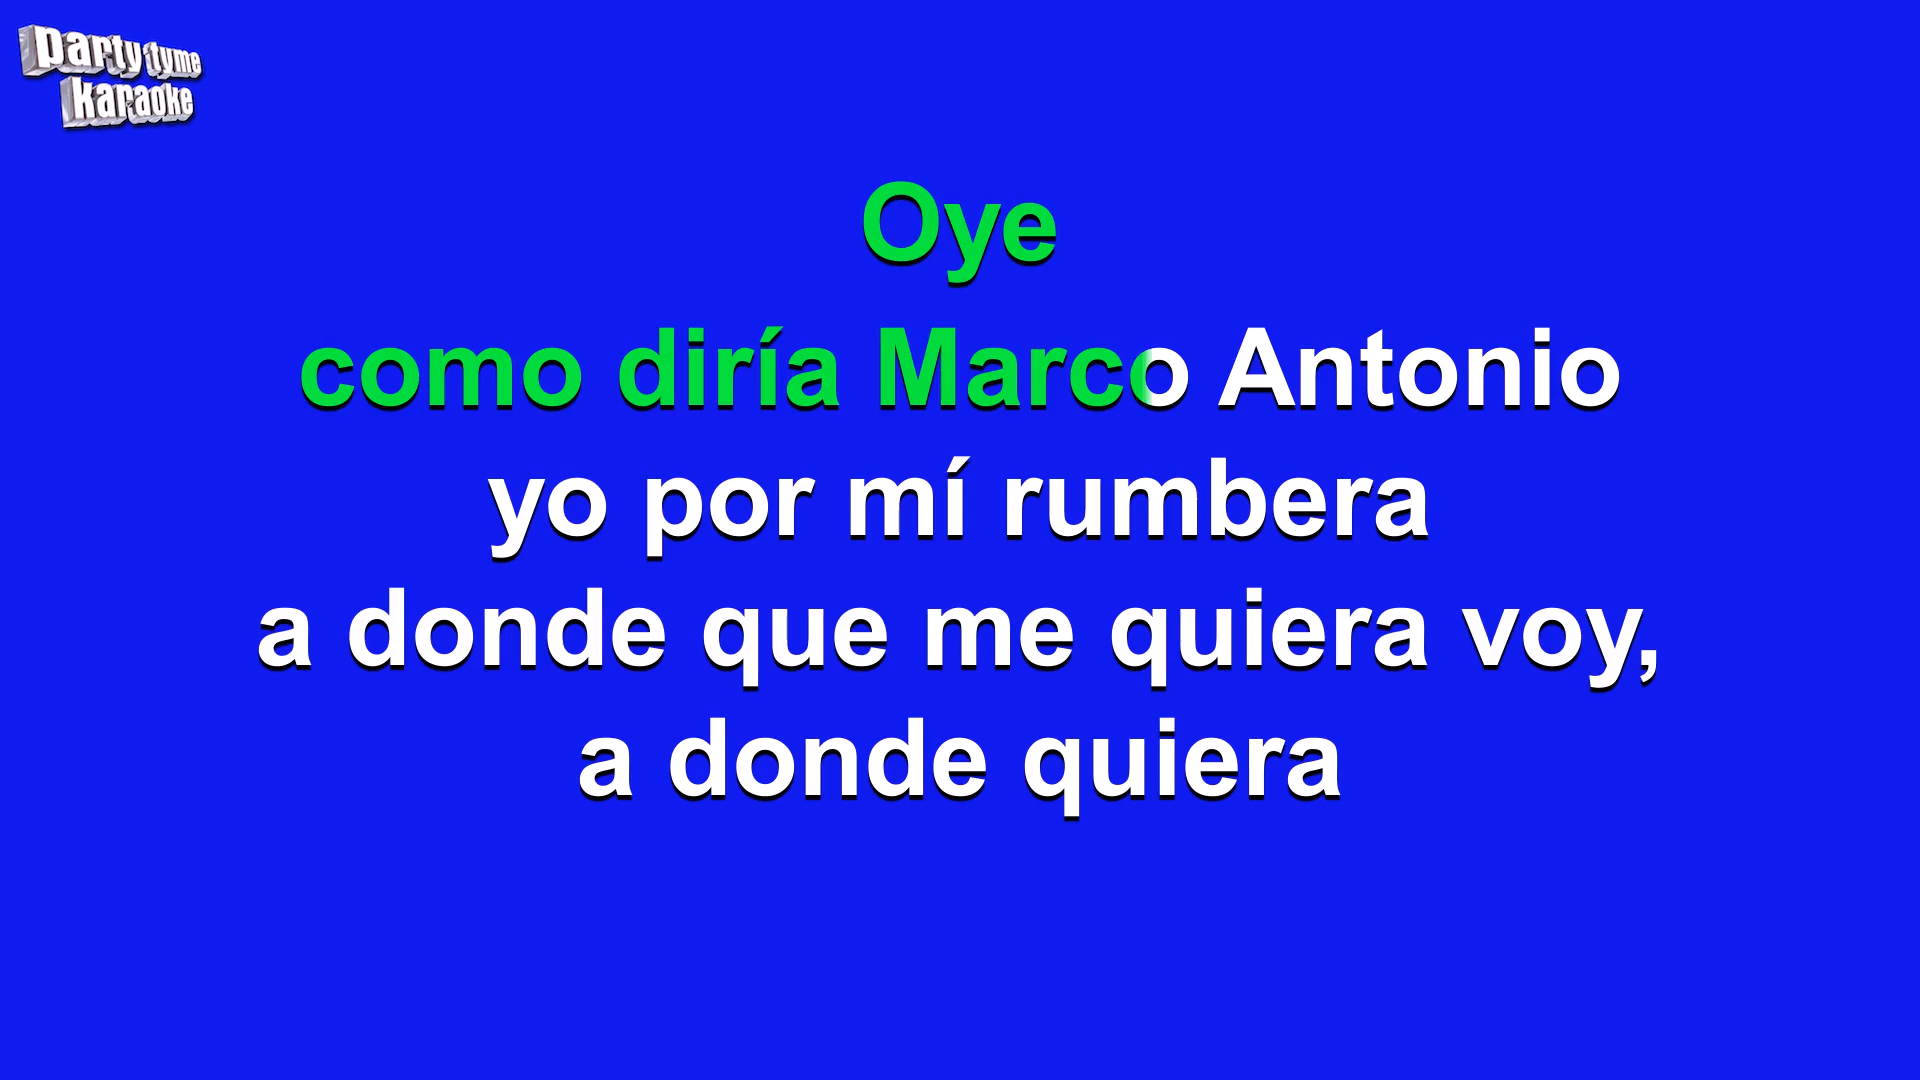 party tyme
karaoke
Oye
como diría Marco Antonio
yo por mí rumbera
a donde que me quiera voy,
a donde quiera